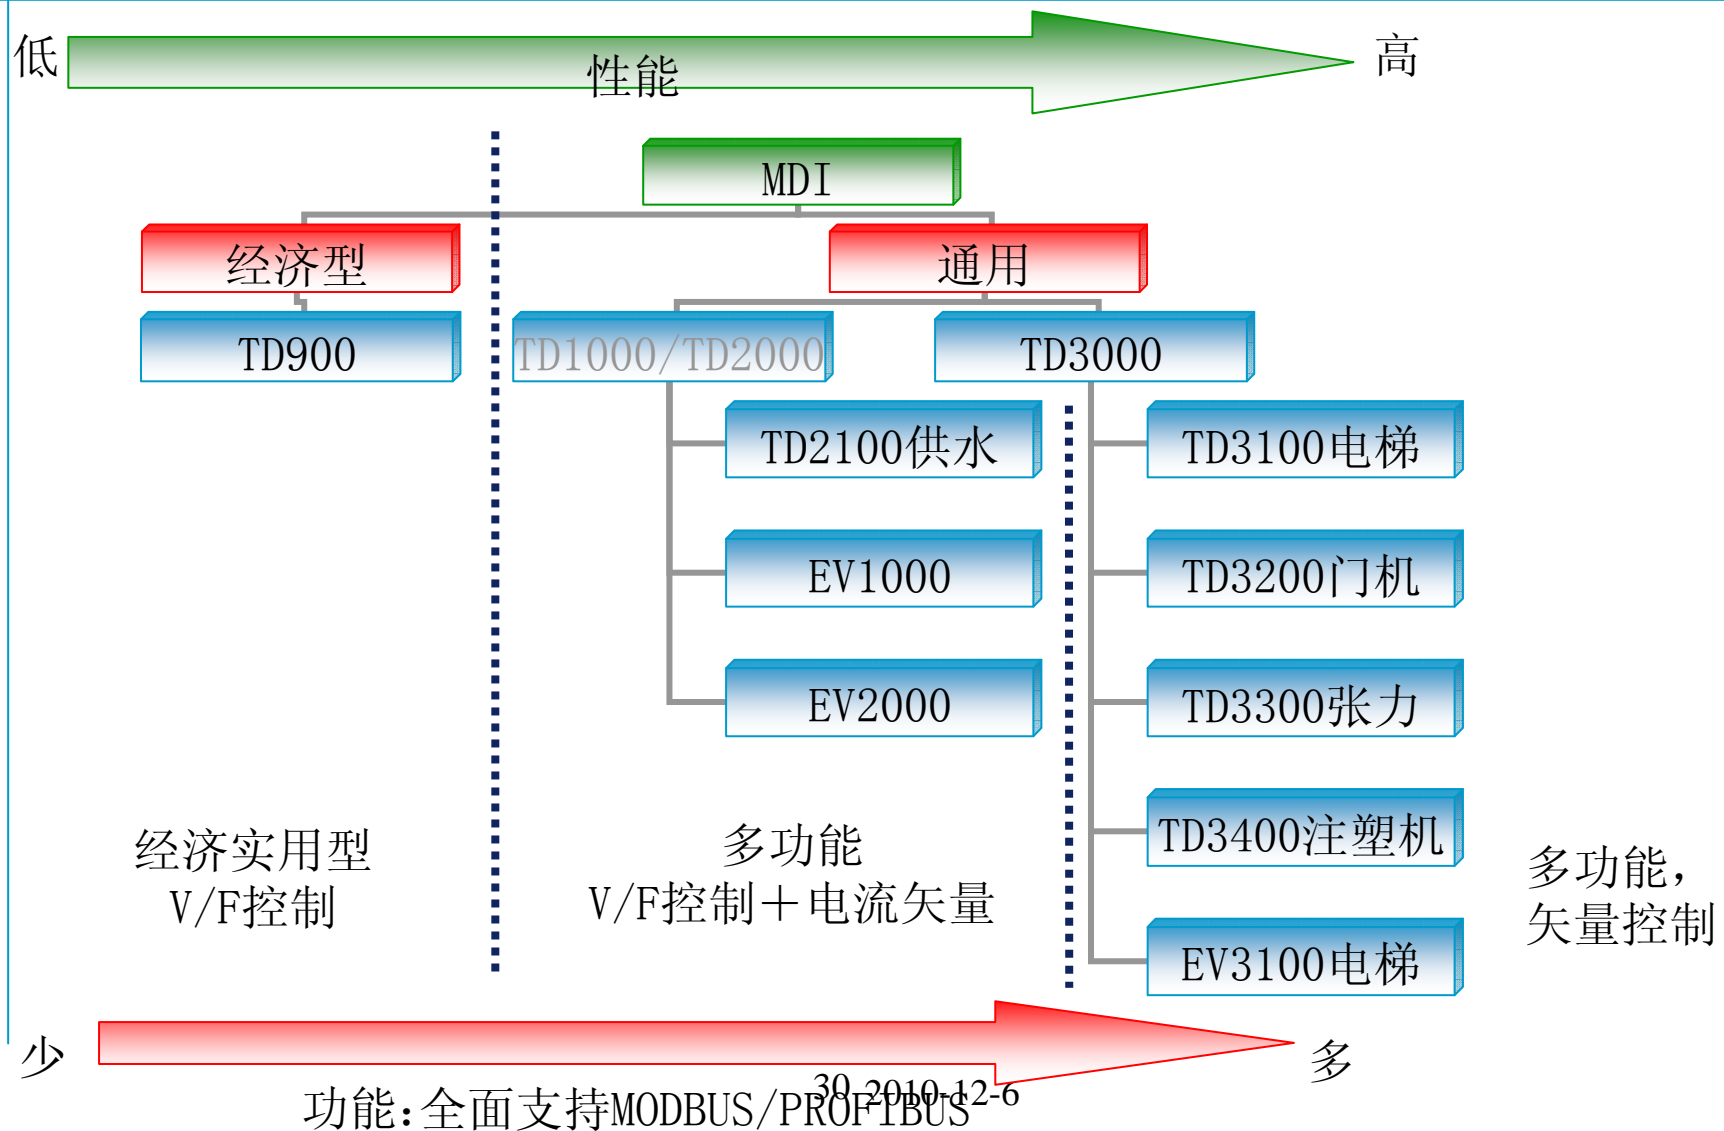 低
性能
高
MDI
经济型
通用
TD900
TD1000/TD2000
TD3000
TD2100供水
TD3100电梯
EV1000
TD3200门机
EV2000
TD3300张力
TD3400注塑机
EV3100电梯
经济实用型
V/F控制
多功能
V/F控制＋电流矢量
多功能，
矢量控制
少
多
30 2010-12-6
功能：全面支持MODBUS/PROFIBUS